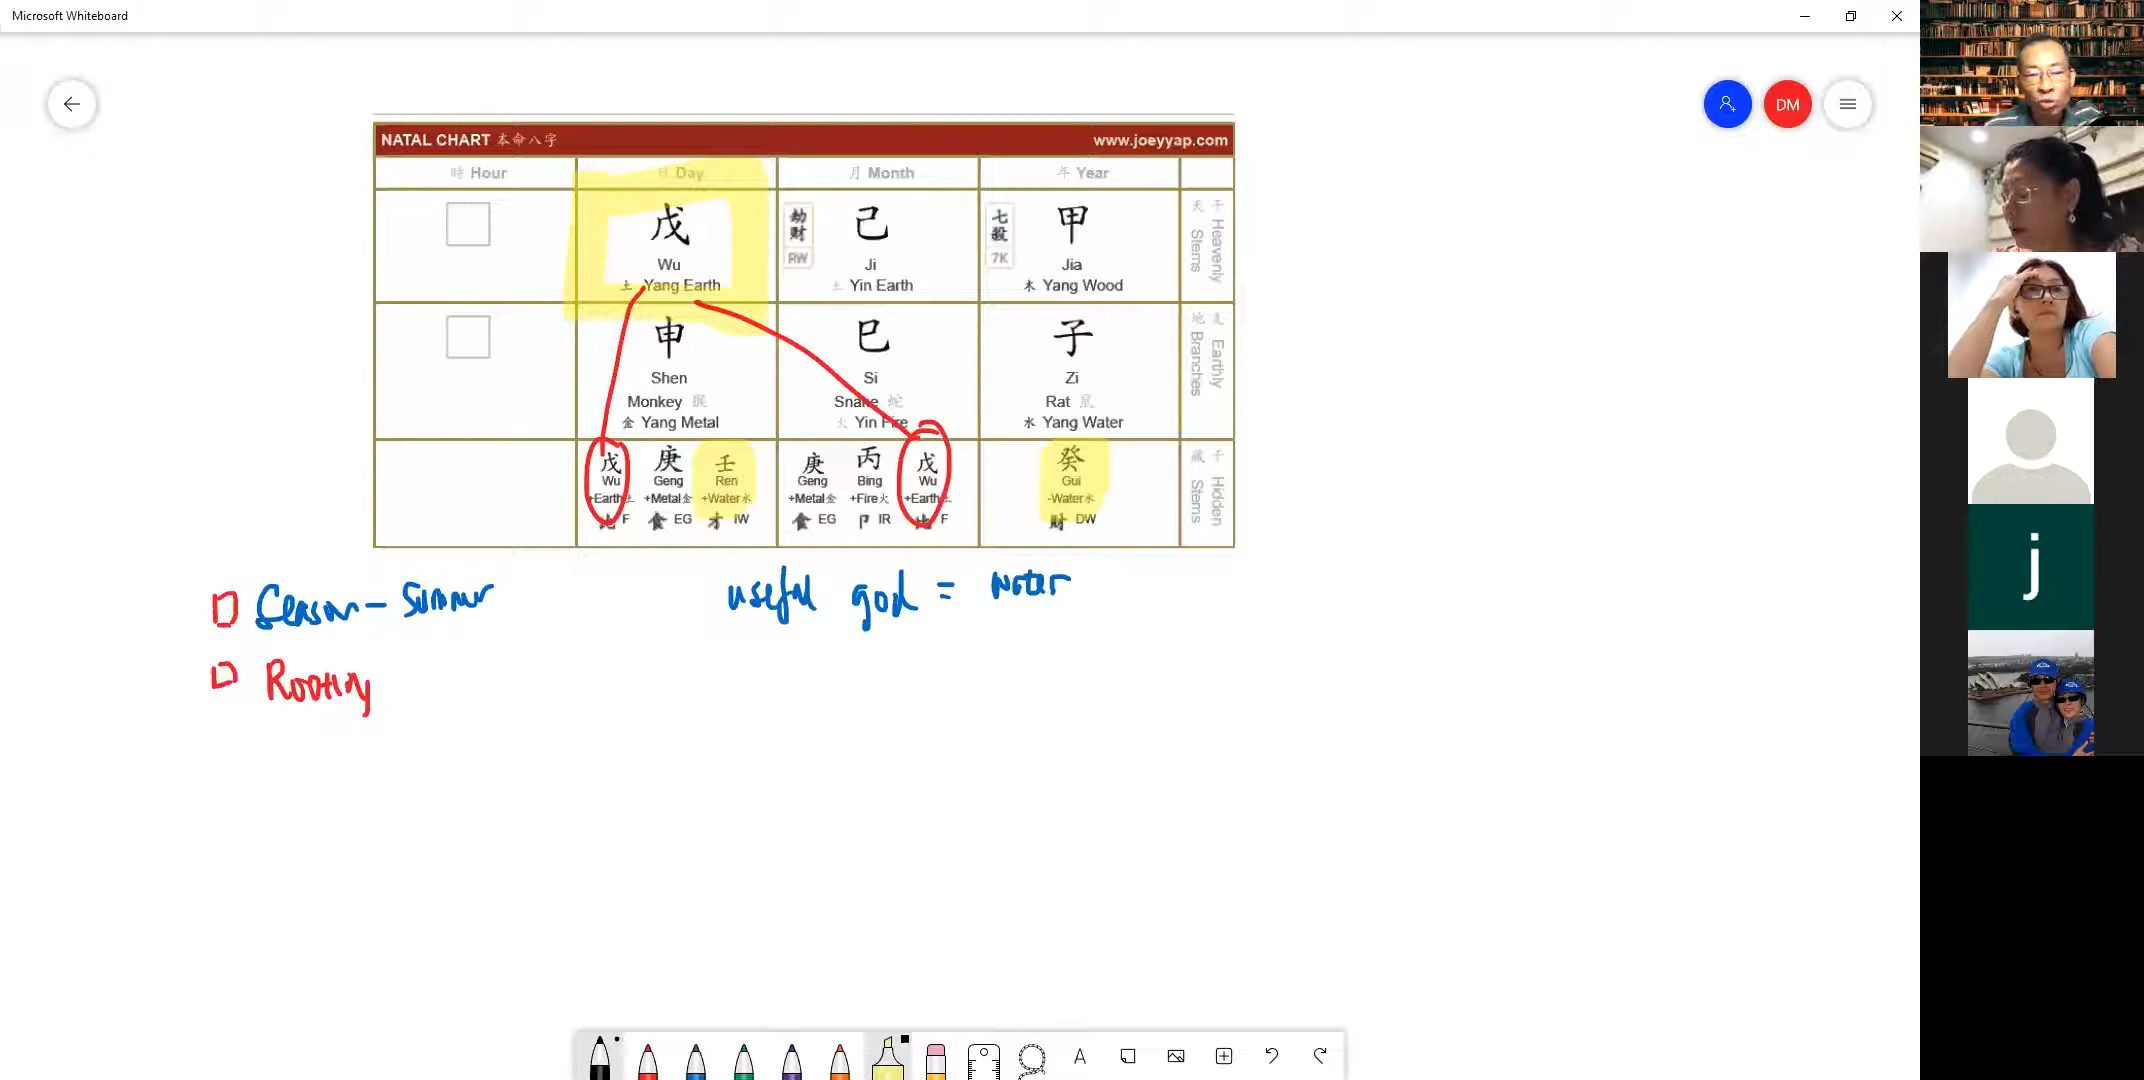 Microsoft Whiteboard
DM
NATAL CHART 本命八字 www.joeyyap.com
時 Hour 日 Day 月 Month 年 Year
戊 劫財 RW 己 七殺 7K 甲 天干 Heavenly Stems
Wu Ji Jia
土 Yang Earth 土 Yin Earth 木 Yang Wood
申 巳 子 地支 Earthly Branches
Shen Si Zi
Monkey 猴 Snake 蛇 Rat 鼠
金 Yang Metal 火 Yin Fire 水 Yang Water
戊 庚 壬 庚 丙 戊 癸 藏干 Hidden Stems
Wu Geng Ren Geng Bing Wu Gui
+Earth土 +Metal金 +Water水 +Metal金 +Fire火 +Earth土 -Water水
比 F 食 EG 才 IW 食 EG 卩 IR 比 F 財 DW
Season - Summer
useful god = water
Rooting
j
A